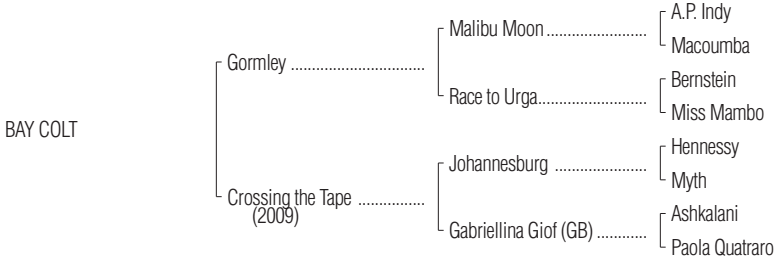 A.P. Indy
Malibu Moon ........................
Macoumba
Gormley ................................
Bernstein
Race to Urga..........................
Miss Mambo
BAY COLT
Hennessy
Johannesburg ......................
Myth
Crossing the Tape ................
(2009)
Ashkalani
Gabriellina Giof (GB) ............
Paola Quatraro